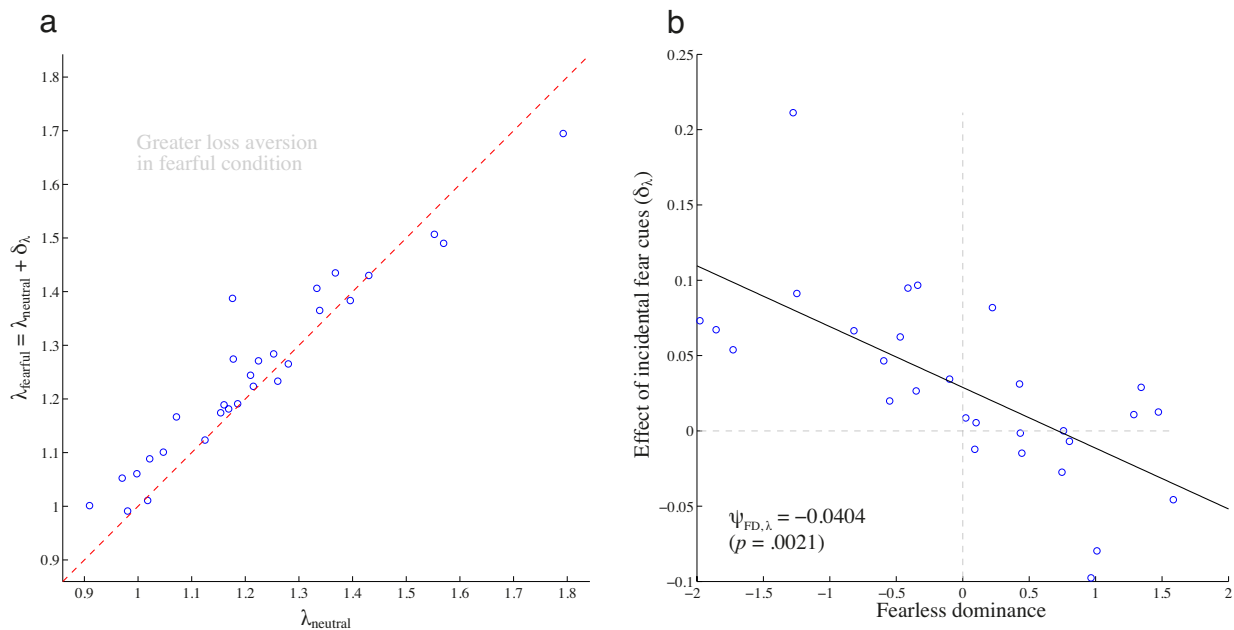 a
1.8
1.7
1.6
1.5
1.4
1.3
1.2
1.1
1
0.9
λfearful = λneutral + δλ
Greater loss aversion
in fearful condition
0.9 1 1.1 1.2 1.3 1.4 1.5 1.6 1.7 1.8
λneutral
b
0.25
0.2
0.15
0.1
0.05
0
−0.05
−0.1
Effect of incidental fear cues (δλ)
ψFD,λ = −0.0404
(p = .0021)
−2 −1.5 −1 −0.5 0 0.5 1 1.5 2
Fearless dominance